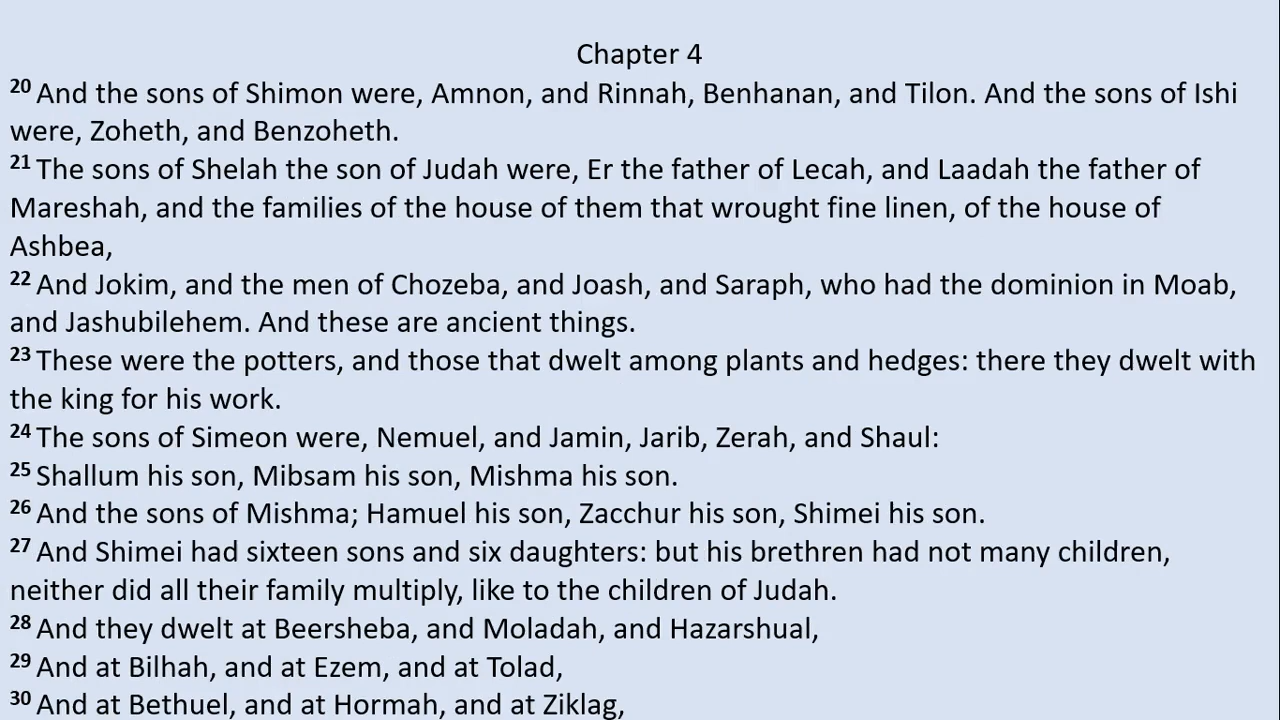 Chapter 4
20 And the sons of Shimon were, Amnon, and Rinnah, Benhanan, and Tilon. And the sons of Ishi
were, Zoheth, and Benzoheth.
21 The sons of Shelah the son of Judah were, Er the father of Lecah, and Laadah the father of
Mareshah, and the families of the house of them that wrought fine linen, of the house of
Ashbea,
22 And Jokim, and the men of Chozeba, and Joash, and Saraph, who had the dominion in Moab,
and Jashubilehem. And these are ancient things.
23 These were the potters, and those that dwelt among plants and hedges: there they dwelt with
the king for his work.
24 The sons of Simeon were, Nemuel, and Jamin, Jarib, Zerah, and Shaul:
25 Shallum his son, Mibsam his son, Mishma his son.
26 And the sons of Mishma; Hamuel his son, Zacchur his son, Shimei his son.
27 And Shimei had sixteen sons and six daughters: but his brethren had not many children,
neither did all their family multiply, like to the children of Judah.
28 And they dwelt at Beersheba, and Moladah, and Hazarshual,
29 And at Bilhah, and at Ezem, and at Tolad,
30 And at Bethuel, and at Hormah, and at Ziklag,